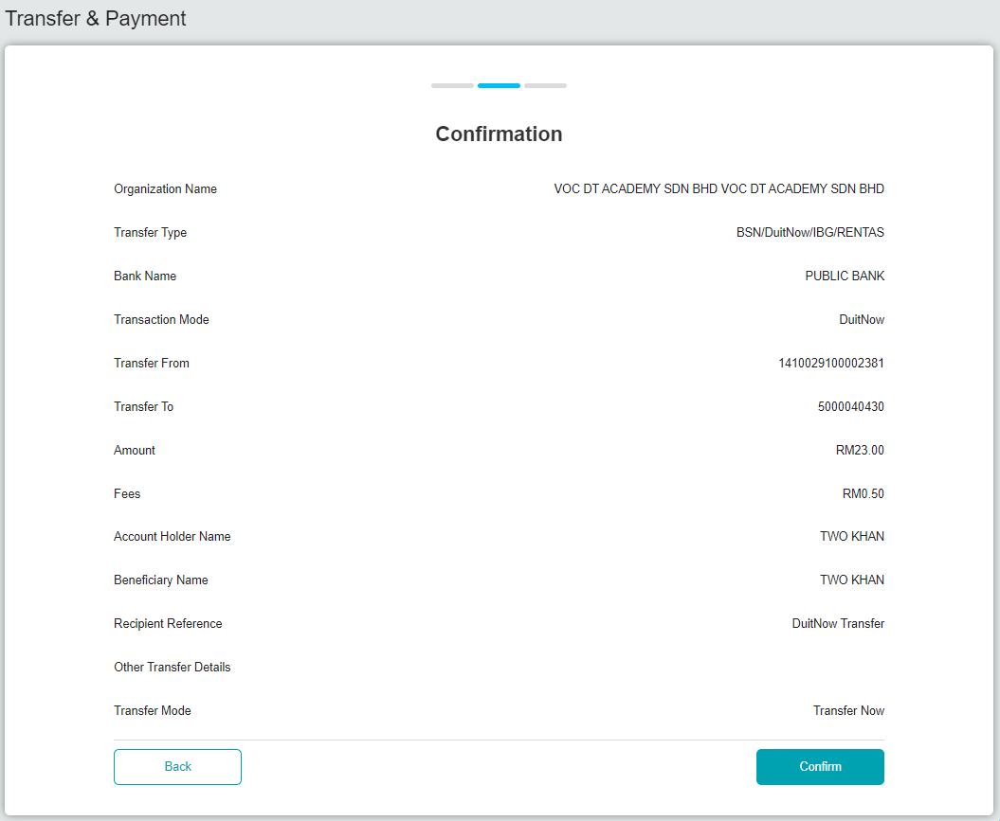 Transfer & Payment
Confirmation
Organization Name VOC DT ACADEMY SDN BHD VOC DT ACADEMY SDN BHD
Transfer Type BSN/DuitNow/IBG/RENTAS
Bank Name PUBLIC BANK
Transaction Mode DuitNow
Transfer From 1410029100002381
Transfer To 5000040430
Amount RM23.00
Fees RM0.50
Account Holder Name TWO KHAN
Beneficiary Name TWO KHAN
Recipient Reference DuitNow Transfer
Other Transfer Details
Transfer Mode Transfer Now
Back Confirm